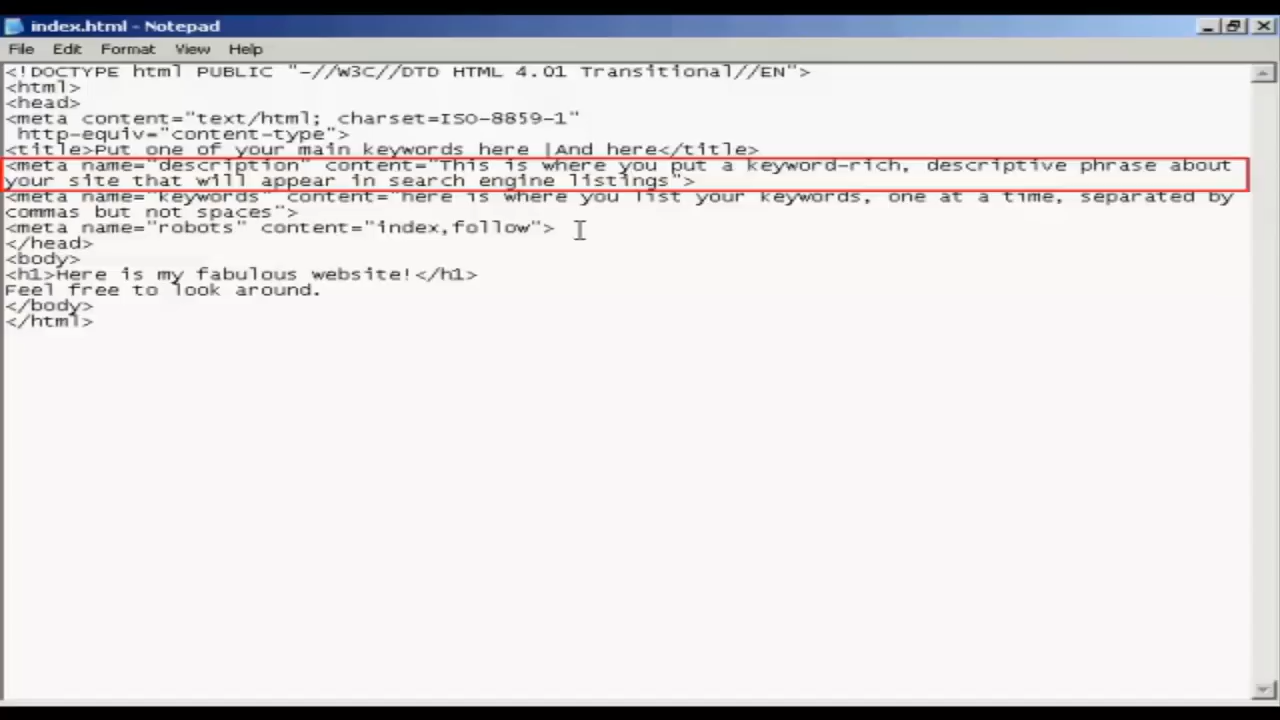 index.html - Notepad
File Edit Format View Help
<!DOCTYPE html PUBLIC "-//W3C//DTD HTML 4.01 Transitional//EN">
<html>
<head>
<meta content="text/html; charset=ISO-8859-1"
http-equiv="content-type">
<title>Put one of your main keywords here |And here</title>
<meta name="description" content="This is where you put a keyword-rich, descriptive phrase about
your site that will appear in search engine listings">
<meta name="keywords" content="here is where you list your keywords, one at a time, separated by
commas but not spaces">
<meta name="robots" content="index,follow">
</head>
<body>
<h1>Here is my fabulous website!</h1>
Feel free to look around.
</body>
</html>